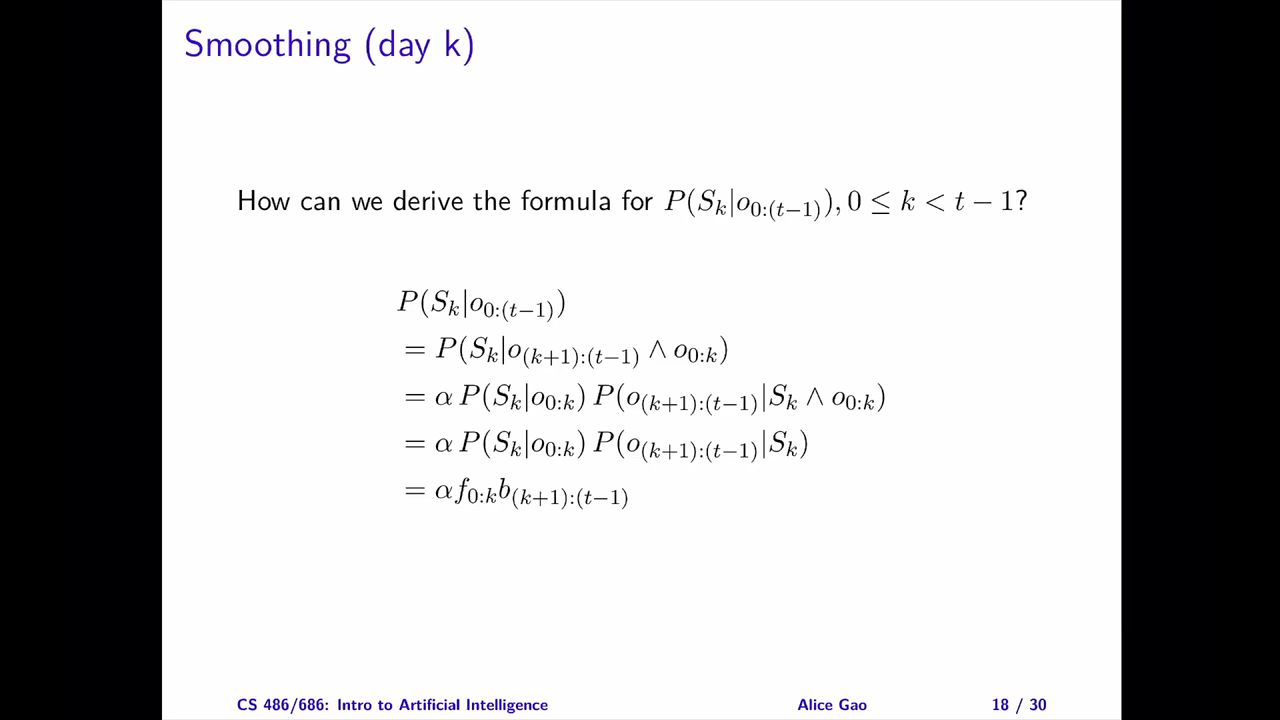 Smoothing (day k)
How can we derive the formula for P(S_k|o_{0:(t−1)}), 0 ≤ k < t − 1?
P(S_k|o_{0:(t−1)})
= P(S_k|o_{(k+1):(t−1)} ∧ o_{0:k})
= α P(S_k|o_{0:k}) P(o_{(k+1):(t−1)}|S_k ∧ o_{0:k})
= α P(S_k|o_{0:k}) P(o_{(k+1):(t−1)}|S_k)
= αf_{0:k}b_{(k+1):(t−1)}
CS 486/686: Intro to Artificial Intelligence Alice Gao 18 / 30